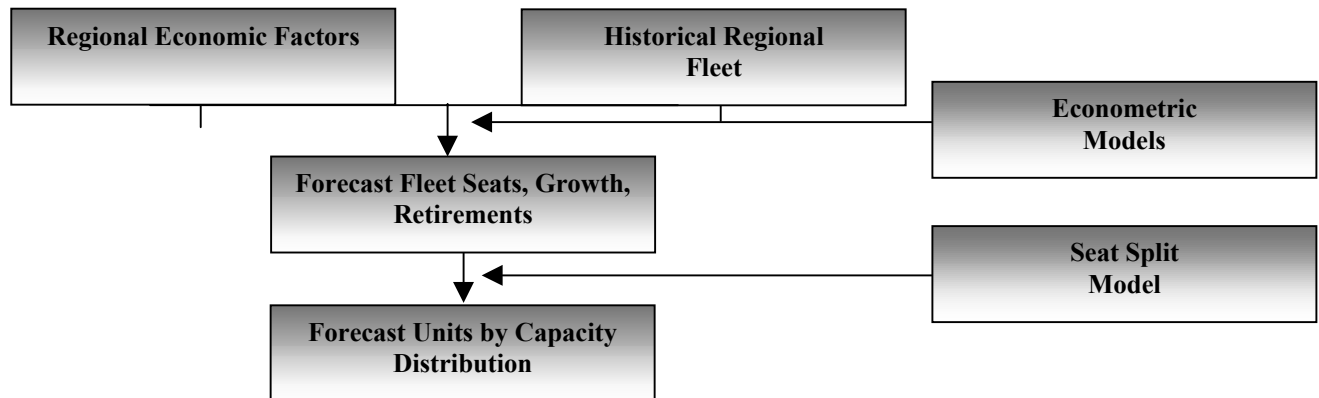 Regional Economic Factors
Historical Regional
Fleet
Econometric
Models
Forecast Fleet Seats, Growth,
Retirements
Seat Split
Model
Forecast Units by Capacity
Distribution